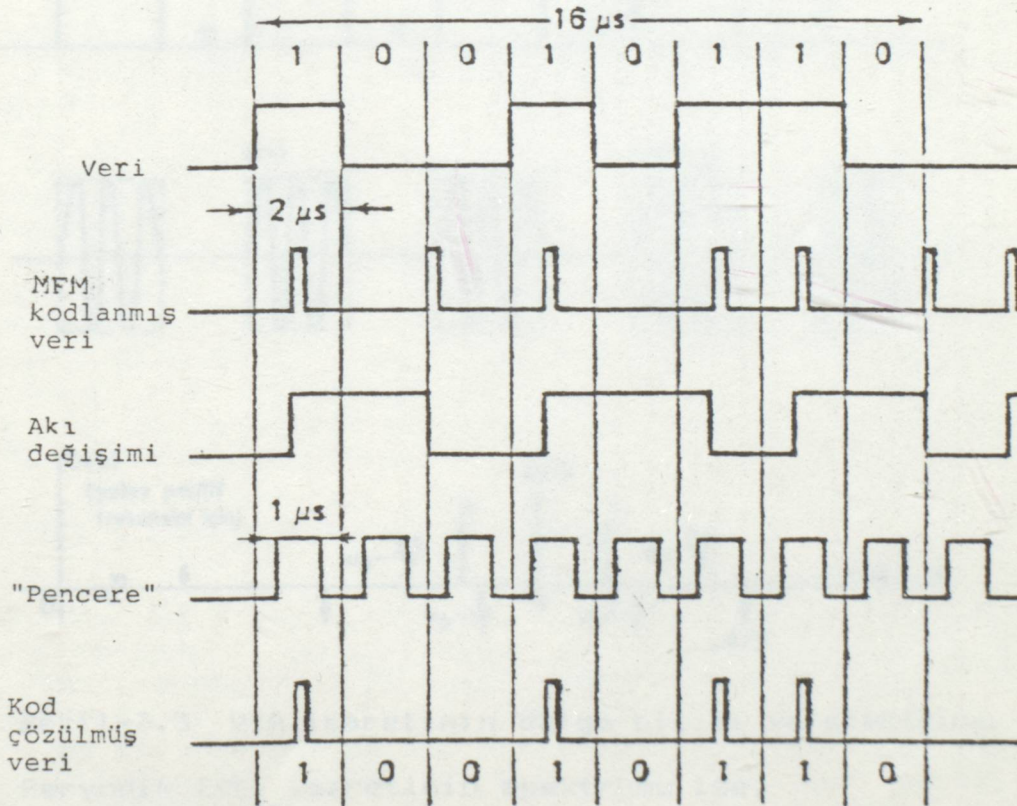 16 µs
1 0 0 1 0 1 1 0
Veri
2 µs
MFM
kodlanmış
veri
Akı
değişimi
1 µs
"Pencere"
Kod
çözülmüş
veri
1 0 0 1 0 1 1 0